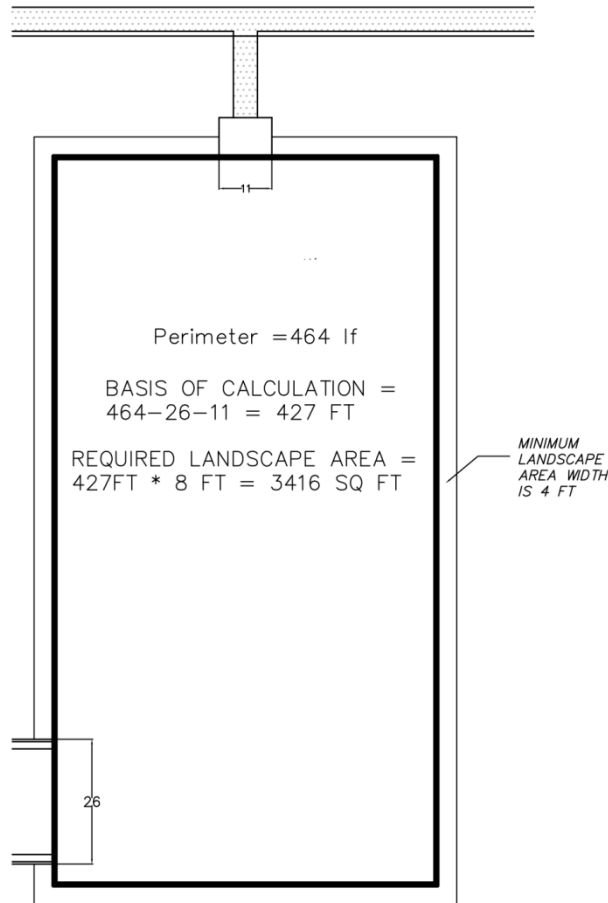 11
Perimeter =464 lf
BASIS OF CALCULATION =
464-26-11 = 427 FT
REQUIRED LANDSCAPE AREA =
427FT * 8 FT = 3416 SQ FT
MINIMUM
LANDSCAPE
AREA WIDTH
IS 4 FT
26